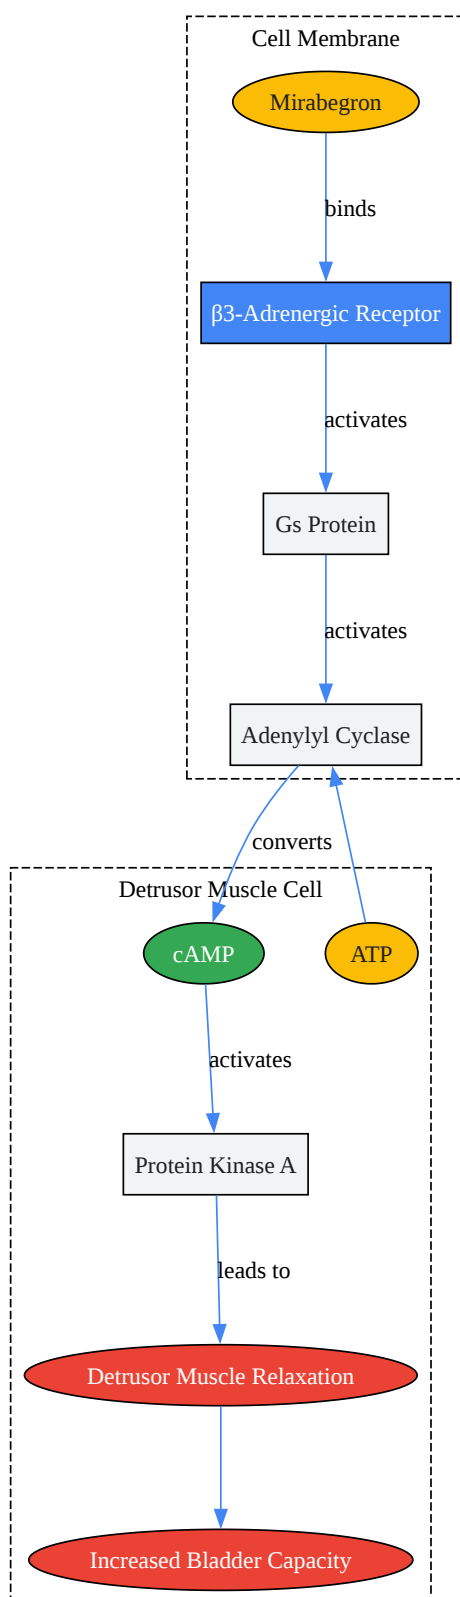 Cell Membrane
Mirabegron
binds
β3-Adrenergic Receptor
activates
Gs Protein
activates
Adenylyl Cyclase
converts
Detrusor Muscle Cell
cAMP
ATP
activates
Protein Kinase A
leads to
Detrusor Muscle Relaxation
Increased Bladder Capacity